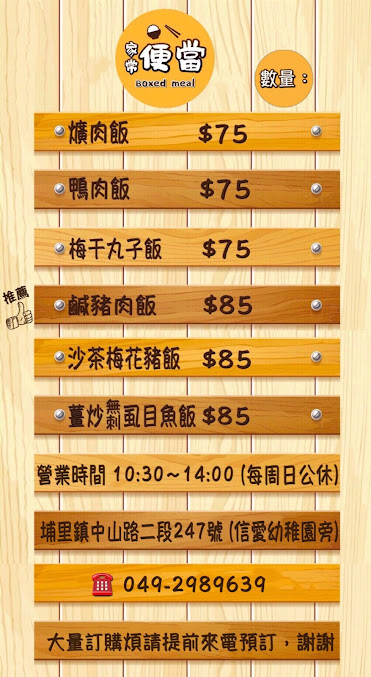 家常便當
Boxed meal
數量：
爌肉飯 $75
鴨肉飯 $75
梅干丸子飯 $75
推薦
鹹豬肉飯 $85
沙茶梅花豬飯 $85
薑炒無刺虱目魚飯 $85
營業時間 10:30～14:00 (每周日公休)
埔里鎮中山路二段247號 (信愛幼稚園旁)
049-2989639
大量訂購煩請提前來電預訂，謝謝